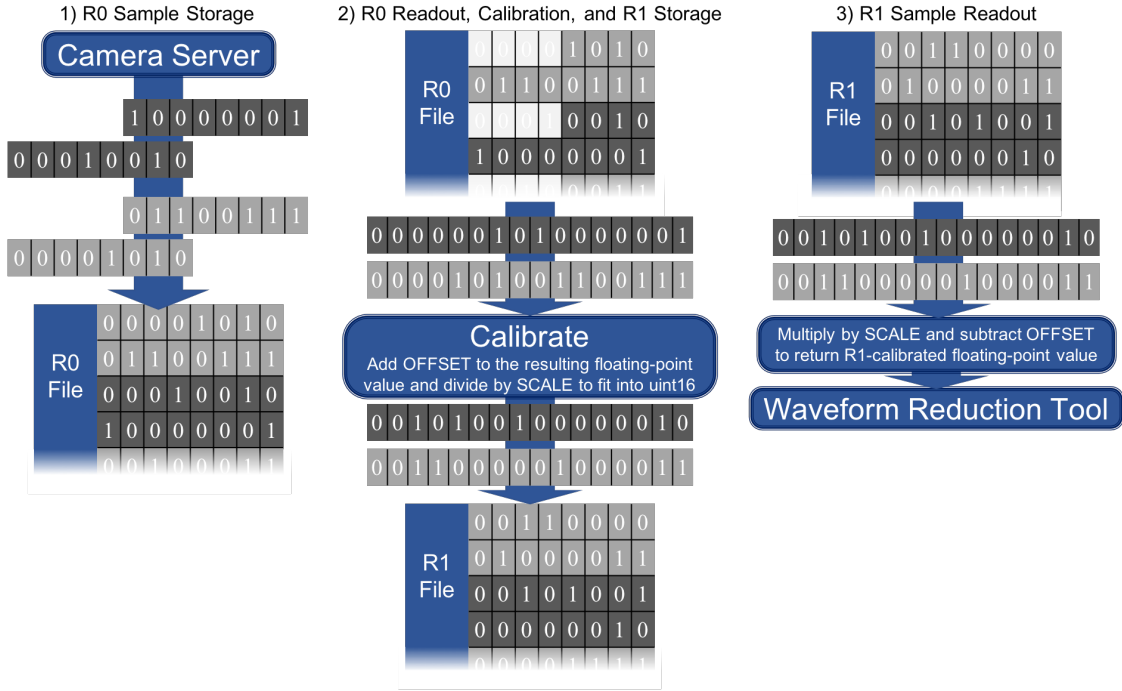 1) R0 Sample Storage
Camera Server
1 0 0 0 0 0 0 1
0 0 0 1 0 0 1 0
0 1 1 0 0 1 1 1
0 0 0 0 1 0 1 0
R0
File
0 0 0 0 1 0 1 0
0 1 1 0 0 1 1 1
0 0 0 1 0 0 1 0
1 0 0 0 0 0 0 1
2) R0 Readout, Calibration, and R1 Storage
R0
File
0 0 0 0 1 0 1 0
0 1 1 0 0 1 1 1
0 0 0 1 0 0 1 0
1 0 0 0 0 0 0 1
0 0 0 0 0 0 1 0 1 0 0 0 0 0 0 1
0 0 0 0 1 0 1 0 0 1 1 0 0 1 1 1
Calibrate
Add OFFSET to the resulting floating-point
value and divide by SCALE to fit into uint16
0 0 1 0 1 0 0 1 0 0 0 0 0 0 1 0
0 0 1 1 0 0 0 0 0 1 0 0 0 0 1 1
R1
File
0 0 1 1 0 0 0 0
0 1 0 0 0 0 1 1
0 0 1 0 1 0 0 1
0 0 0 0 0 0 1 0
3) R1 Sample Readout
R1
File
0 0 1 1 0 0 0 0
0 1 0 0 0 0 1 1
0 0 1 0 1 0 0 1
0 0 0 0 0 0 1 0
0 0 1 0 1 0 0 1 0 0 0 0 0 0 1 0
0 0 1 1 0 0 0 0 0 1 0 0 0 0 1 1
Multiply by SCALE and subtract OFFSET
to return R1-calibrated floating-point value
Waveform Reduction Tool